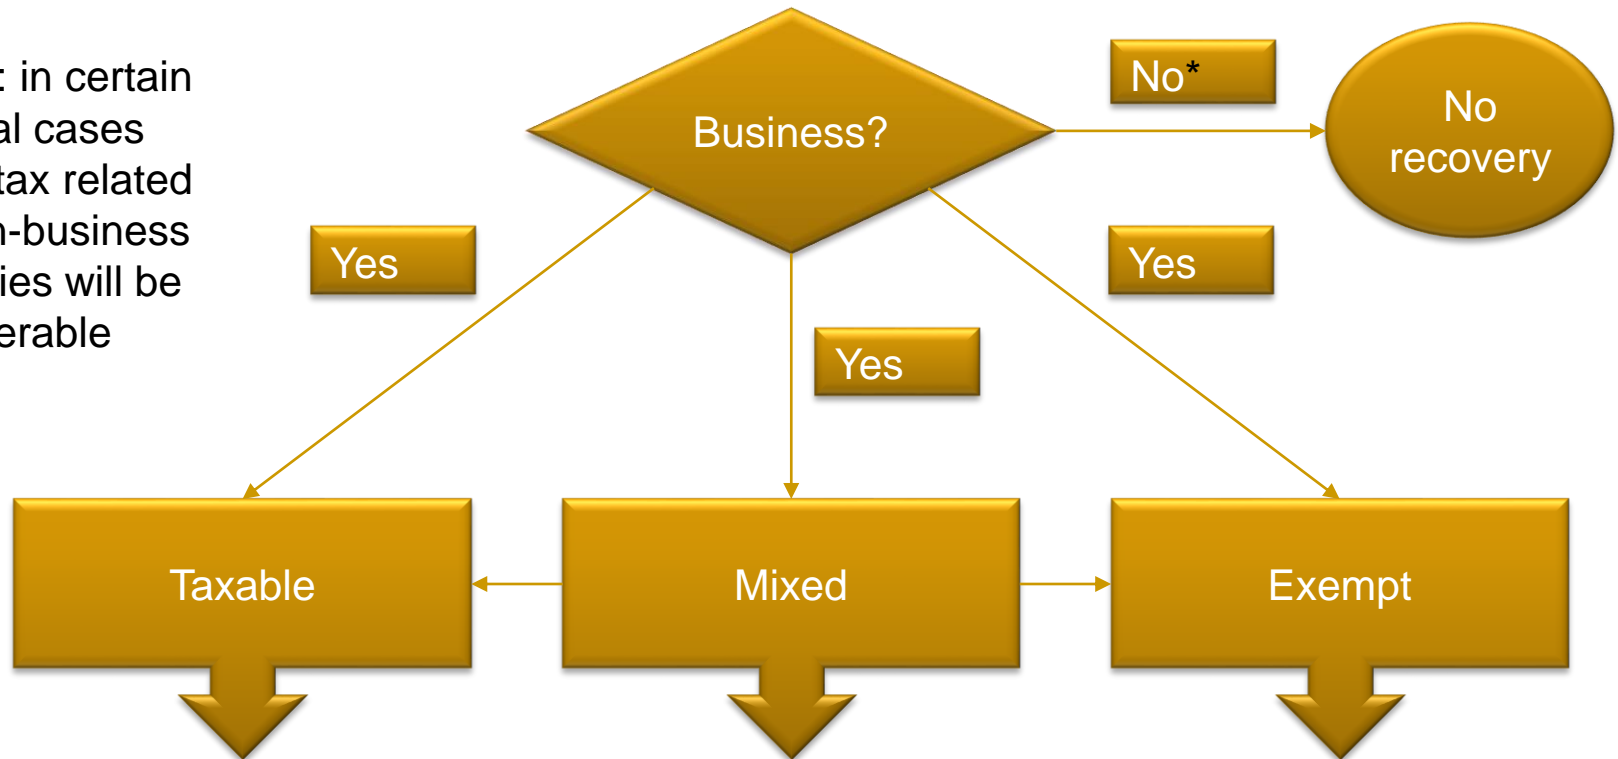 : in certain
al cases
tax related
n-business
ies will be
erable
Business?
No*
No
recovery
Yes
Yes
Yes
Taxable
Mixed
Exempt